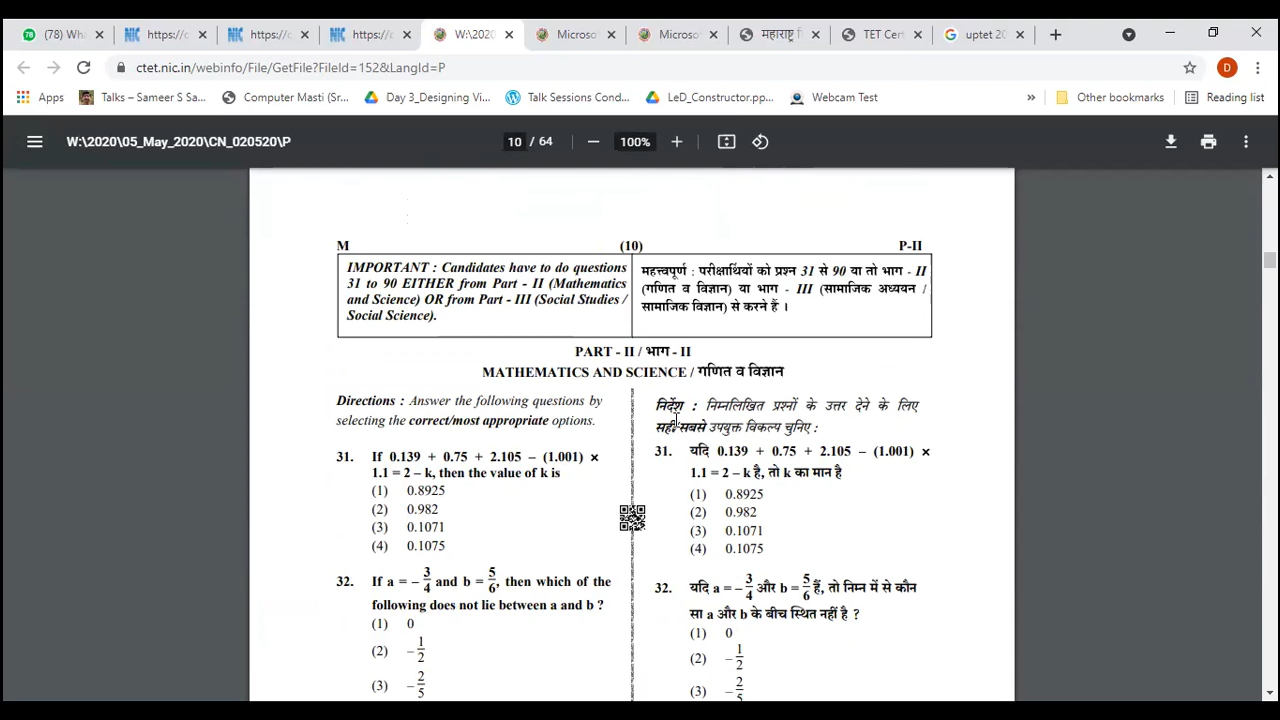 (78) Wha
https://c
https://c
https://c
W:\2020
Microso
Microso
महाराष्ट्र f
TET Cert
uptet 20
ctet.nic.in/webinfo/File/GetFile?FileId=152&LangId=P
D
Apps
Talks – Sameer S Sa...
Computer Masti (Sr...
Day 3_Designing Vi...
Talk Sessions Cond...
LeD_Constructor.pp...
Webcam Test
»
Other bookmarks
Reading list
W:\2020\05_May_2020\CN_020520\P
10 / 64
100%
M
(10)
P-II
IMPORTANT : Candidates have to do questions
31 to 90 EITHER from Part - II (Mathematics
and Science) OR from Part - III (Social Studies /
Social Science).
महत्त्वपूर्ण : परीक्षार्थियों को प्रश्न 31 से 90 या तो भाग - II
(गणित व विज्ञान) या भाग - III (सामाजिक अध्ययन /
सामाजिक विज्ञान) से करने हैं ।
PART - II / भाग - II
MATHEMATICS AND SCIENCE / गणित व विज्ञान
Directions : Answer the following questions by
selecting the correct/most appropriate options.
31. If 0.139 + 0.75 + 2.105 – (1.001) ×
1.1 = 2 – k, then the value of k is
(1) 0.8925
(2) 0.982
(3) 0.1071
(4) 0.1075
32. If a = – 3/4 and b = 5/6, then which of the
following does not lie between a and b ?
(1) 0
(2) – 1/2
(3) – 2/5
निर्देश : निम्नलिखित प्रश्नों के उत्तर देने के लिए
सही/सबसे उपयुक्त विकल्प चुनिए :
31. यदि 0.139 + 0.75 + 2.105 – (1.001) ×
1.1 = 2 – k है, तो k का मान है
(1) 0.8925
(2) 0.982
(3) 0.1071
(4) 0.1075
32. यदि a = – 3/4 और b = 5/6 हैं, तो निम्न में से कौन
सा a और b के बीच स्थित नहीं है ?
(1) 0
(2) – 1/2
(3) – 2/5